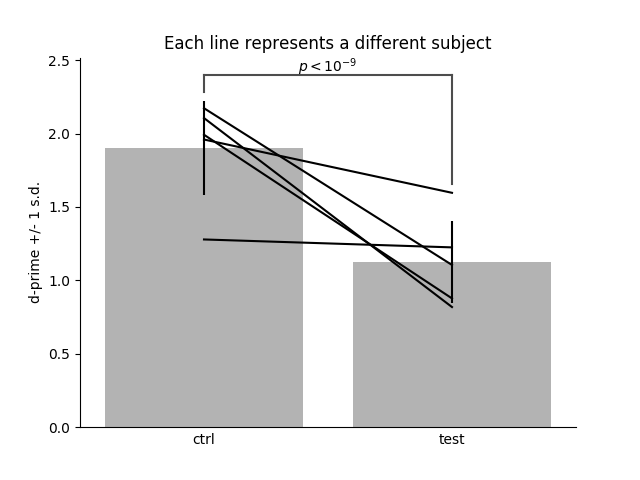 Each line represents a different subject
p < 10⁻⁹
2.5
2.0
1.5
1.0
0.5
0.0
d-prime +/- 1 s.d.
ctrl
test